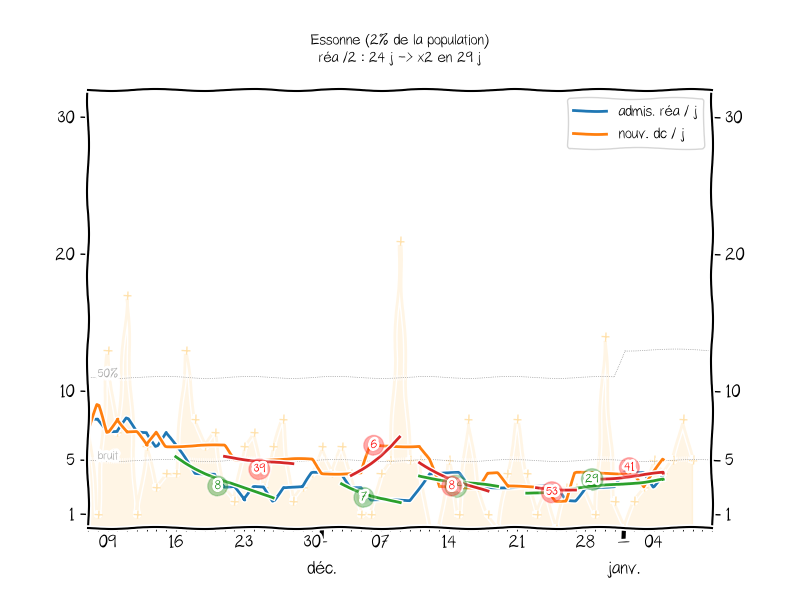 Essonne (2% de la population)
réa /2 : 24 j -> x2 en 29 j
admis. réa / j
nouv. dc / j
30 30
20 20
50%
10 10
bruit
5 5
1 1
8 39 7 6 8 53 29 41
09 16 23 30 07 14 21 28 04
déc. janv.